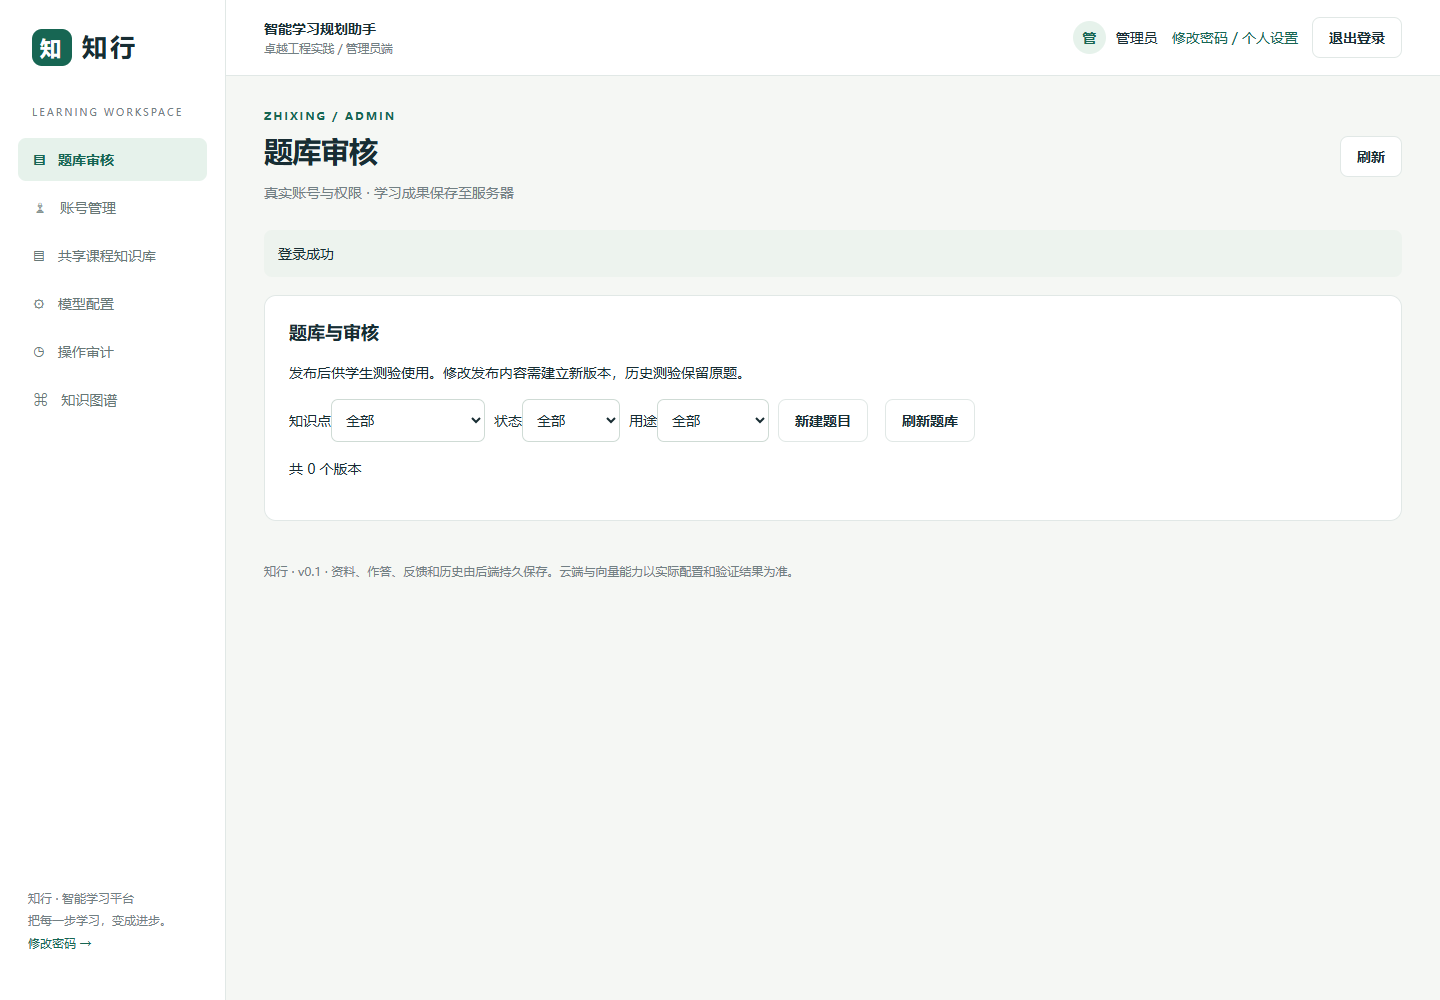 知 知行
LEARNING WORKSPACE
题库审核
账号管理
共享课程知识库
模型配置
操作审计
知识图谱
知行 · 智能学习平台
把每一步学习，变成进步。
修改密码 →
智能学习规划助手
卓越工程实践 / 管理员端
管 管理员 修改密码 / 个人设置 退出登录
ZHIXING / ADMIN
题库审核
刷新
真实账号与权限 · 学习成果保存至服务器
登录成功
题库与审核
发布后供学生测验使用。修改发布内容需建立新版本，历史测验保留原题。
知识点 全部 状态 全部 用途 全部 新建题目 刷新题库
共 0 个版本
知行 · v0.1 · 资料、作答、反馈和历史由后端持久保存。云端与向量能力以实际配置和验证结果为准。